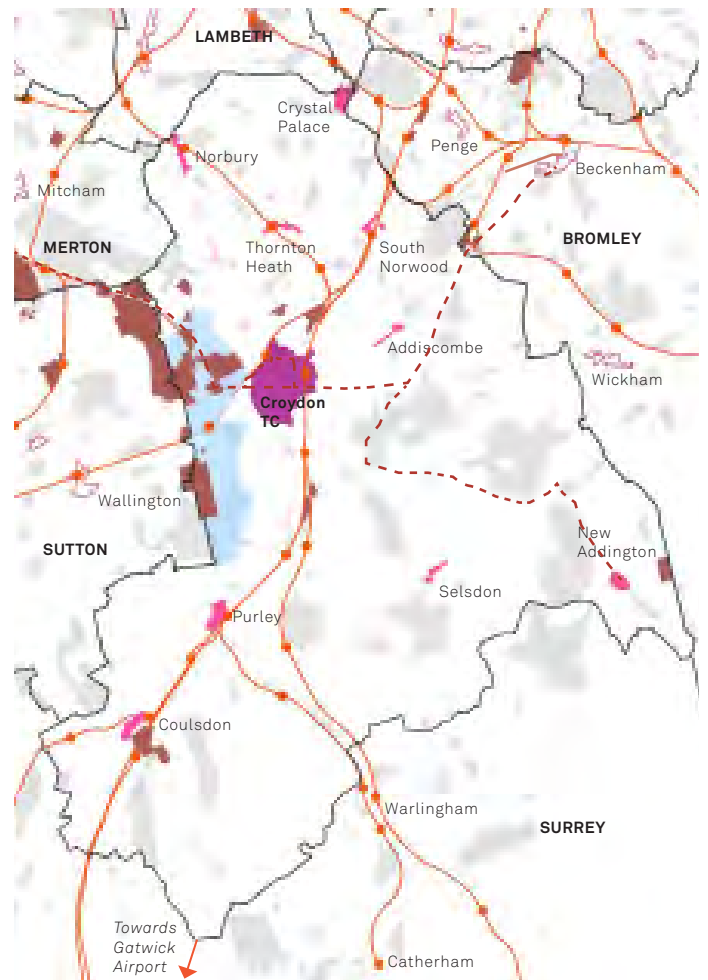 LAMBETH
Crystal
Palace
Penge
Norbury
Beckenham
Mitcham
MERTON
Thornton
Heath
South
Norwood
BROMLEY
Addiscombe
Wickham
Croydon
TC
Wallington
SUTTON
New
Addington
Selsdon
Purley
Coulsdon
Warlingham
SURREY
Towards
Gatwick
Airport
Catherham